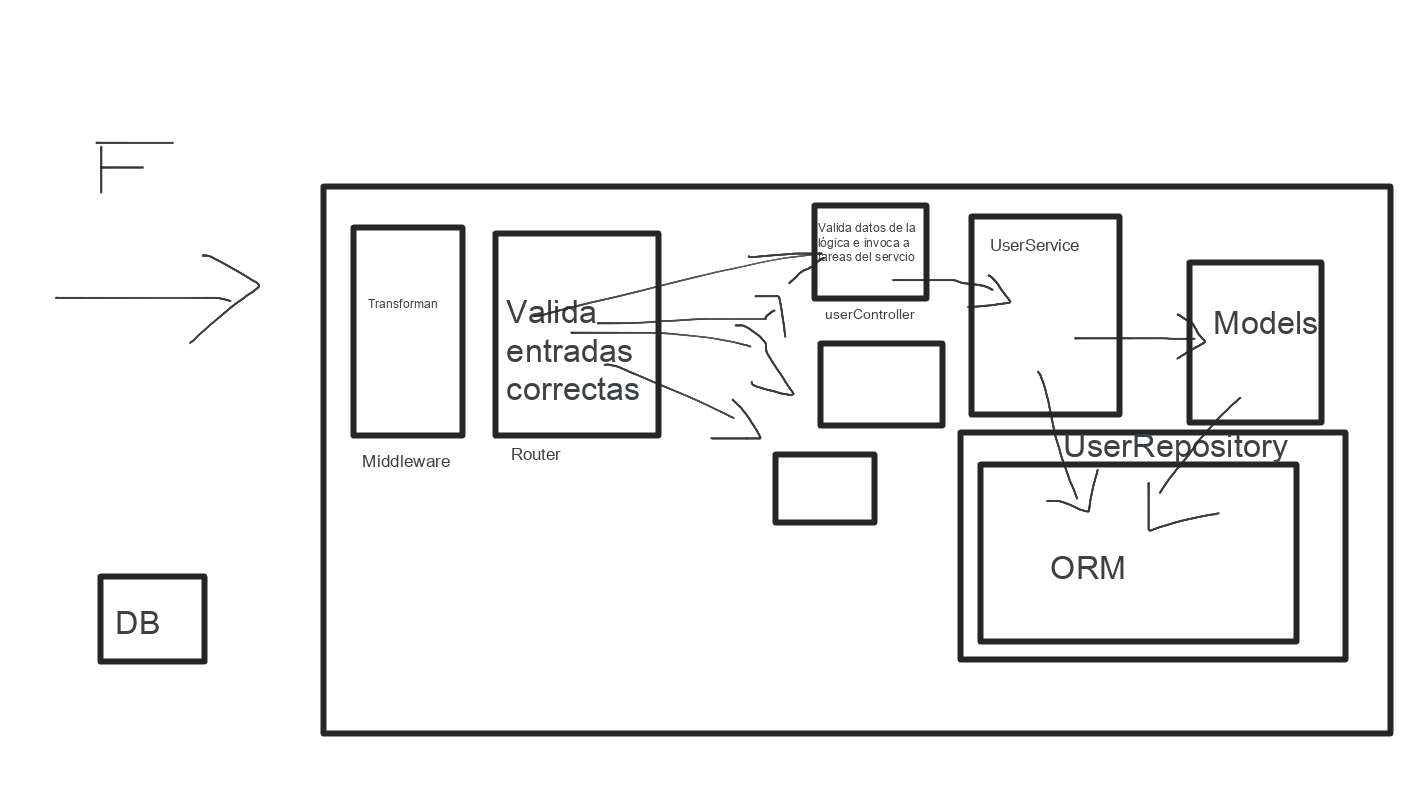 F
Transforman
Middleware
Valida
entradas
correctas
Router
Valida datos de la
lógica e invoca a
tareas del servcio
userController
UserService
Models
UserRepository
ORM
DB